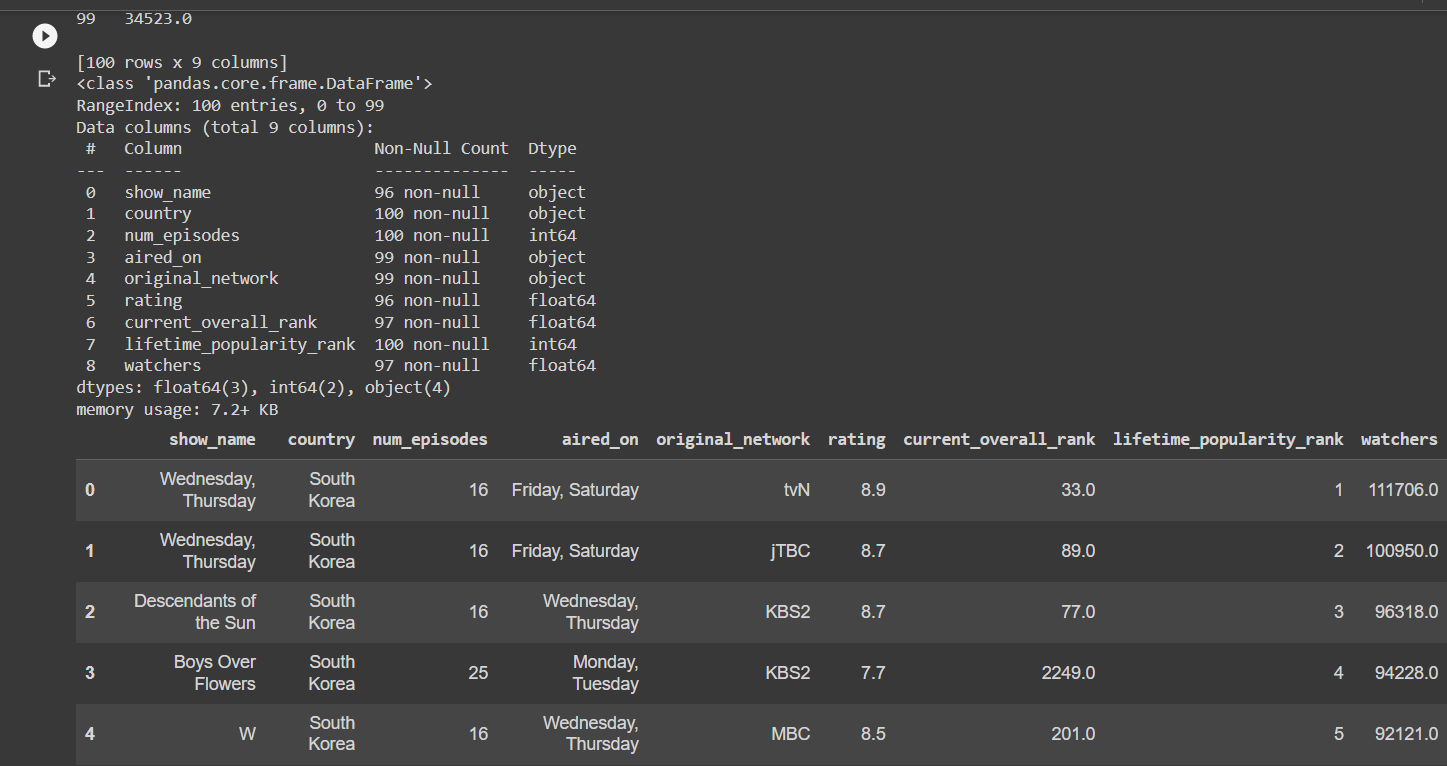 99   34523.0
[100 rows x 9 columns]
<class 'pandas.core.frame.DataFrame'>
RangeIndex: 100 entries, 0 to 99
Data columns (total 9 columns):
 #   Column                    Non-Null Count  Dtype
---  ------                    --------------  -----
 0   show_name                 96 non-null     object
 1   country                   100 non-null    object
 2   num_episodes              100 non-null    int64
 3   aired_on                  99 non-null     object
 4   original_network          99 non-null     object
 5   rating                    96 non-null     float64
 6   current_overall_rank      97 non-null     float64
 7   lifetime_popularity_rank  100 non-null    int64
 8   watchers                  97 non-null     float64
dtypes: float64(3), int64(2), object(4)
memory usage: 7.2+ KB
show_name country num_episodes aired_on original_network rating current_overall_rank lifetime_popularity_rank watchers
0 Wednesday, Thursday South Korea 16 Friday, Saturday tvN 8.9 33.0 1 111706.0
1 Wednesday, Thursday South Korea 16 Friday, Saturday jTBC 8.7 89.0 2 100950.0
2 Descendants of the Sun South Korea 16 Wednesday, Thursday KBS2 8.7 77.0 3 96318.0
3 Boys Over Flowers South Korea 25 Monday, Tuesday KBS2 7.7 2249.0 4 94228.0
4 W South Korea 16 Wednesday, Thursday MBC 8.5 201.0 5 92121.0